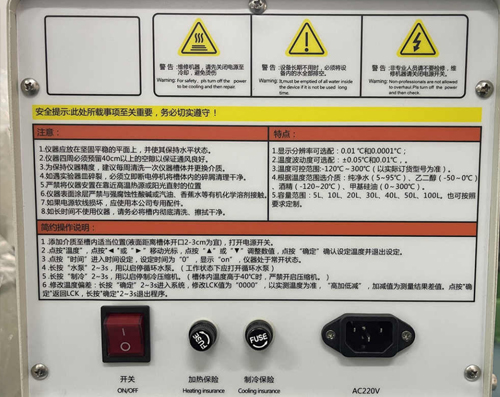 警 告:维修机器，请先关闭电源至
冷却，避免烫伤
Warning: For safety , pls turn off the power
to be cooling and then repair.
警 告:设备长期不用时，必须将设
备内的水全部排空。
Warning: It must be emptied of all water inside
the device if it is not be used long
time.
警 告:非专业人员请不要检修，维
修机器请关闭电源开关。
Warning: Non-professionals are not allowed
to overhaul Pls turn off the power
and then check.
安全提示:此处所载事项至关重要，务必切实遵守！
注意：
1.仪器应放在坚固平稳的平面上，并使其保持水平状态。
2.仪器四周必须预留40cm以上的空隙以保证通风良好。
3.为保持仪器精度，建议每周清洗一次仪器槽体并更换介质。
4.如遇实验器皿碎裂，必须立即断电停机将槽体内的碎屑清理干净。
5.严禁将仪器安置在靠近高温热源或阳光直射的位置
6.仪器表面涂层严禁与强腐蚀性酸碱或汽油、香蕉水等有机化学溶剂接触。
7.如果电源软线损坏，应使用本公司专用配件。
8.如长时间不使用仪器，请务必将槽内彻底清洗、擦拭干净。
特点：
1.显示分辨率可选配：0.01℃和0.0001℃；
2.温度波动度可选配：±0.05℃和0.01℃，。
3.温度可控范围:-120℃~300℃（以实际订货型号为准）。
4.根据温度范围选介质：纯净水（5~95℃）、乙二醇（-50~0℃）
酒精（-120~20℃）、甲基硅油（0~300℃）。
5.容积范围：5L、10L、20L、30L、40L、50L、100L。也可按照
要求定制。
简约操作说明：
1 .添加介质至槽内适当位置(液面距离槽体开口2-3cm为宜)，打开电源开关。
2 .点按“温度”，点按“◄”或“►”移动光标，点按“▲”或“▼”调整数值，点按“确定”确认设定温度并退出设定。
3 .点按“时间”进入时间设定，设定时间为“0”，显示“on”，仪器处于常开状态。
4 .长按“水泵”2~3s，用以启停循环水泵。（工作状态下应打开循环水泵）
5 .长按“制冷”2~3s，用以启停制冷压缩机。（槽体内温度高于40℃时，严禁开启压缩机。）
6 .修改温度偏差：长按“确定”2~3s进入系统，修改LCK值为“0000”，以实测温度为准，“高加低减”，加减值为测量结果差值。点按“确
定”返回LCK，长按“确定”2~3s退出程序。
FUSE
FUSE
开关
ON/OFF
加热保险
Heating insurance
制冷保险
Cooling insurance
AC220V